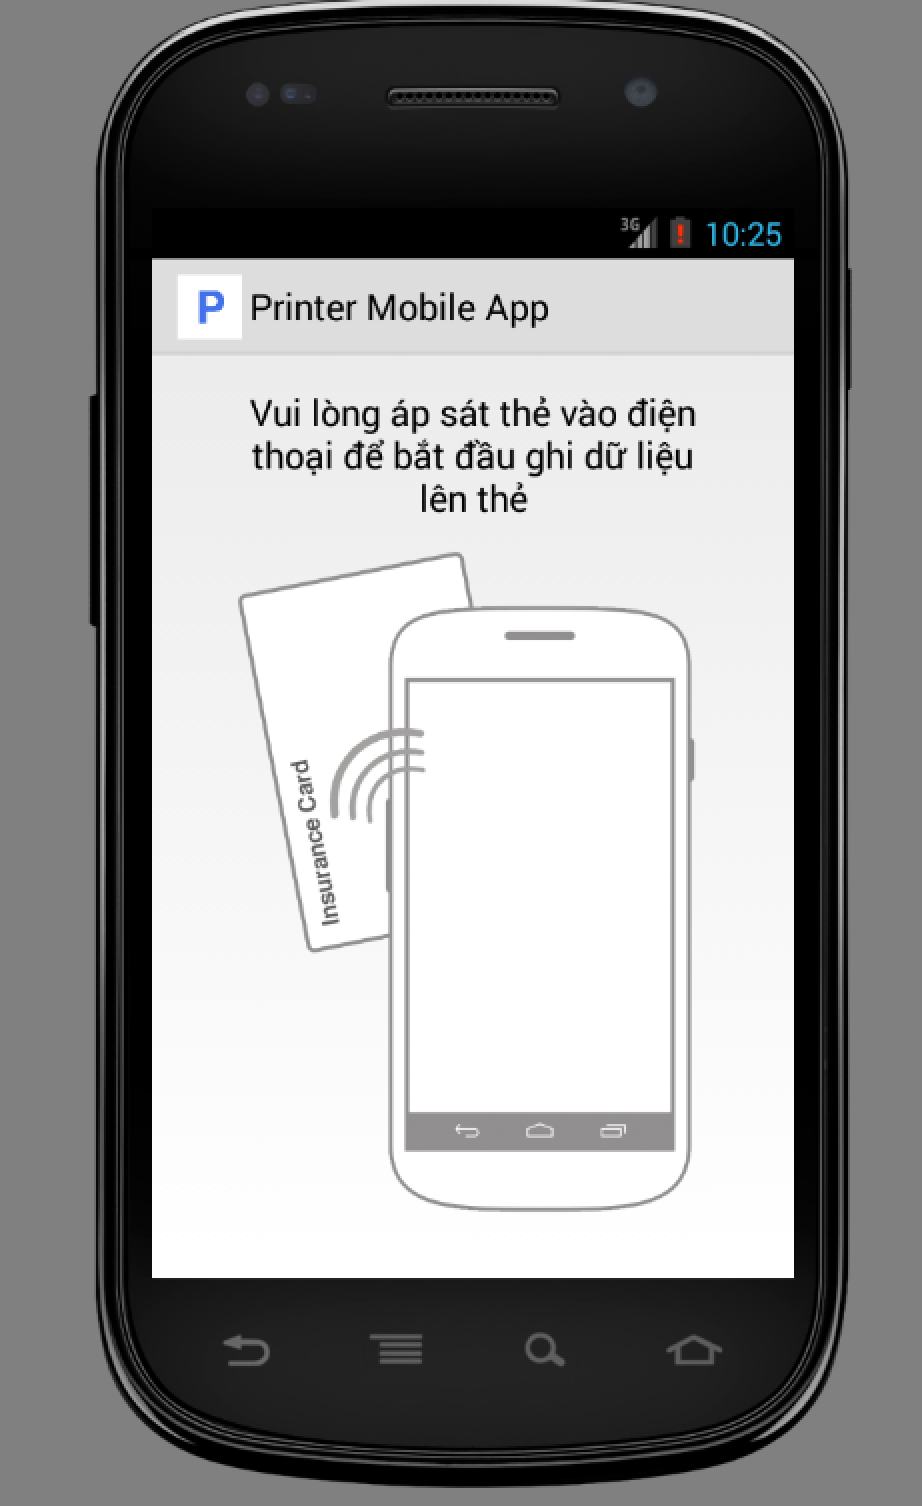 3G 10:25
P Printer Mobile App
Vui lòng áp sát thẻ vào điện
thoại để bắt đầu ghi dữ liệu
lên thẻ
Insurance Card